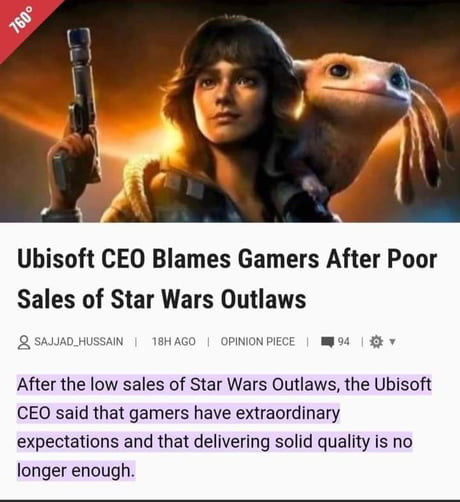 760°
Ubisoft CEO Blames Gamers After Poor
Sales of Star Wars Outlaws
SAJJAD_HUSSAIN | 18H AGO | OPINION PIECE | 94 |
After the low sales of Star Wars Outlaws, the Ubisoft
CEO said that gamers have extraordinary
expectations and that delivering solid quality is no
longer enough.